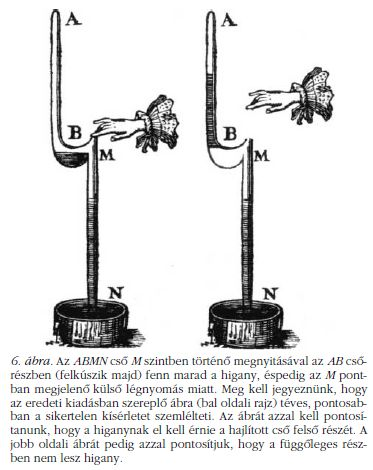 A
A
B
B
M
M
N
N
6. ábra. Az ABMN cső M szintben történő megnyitásával az AB cső-
részben (felkúszik majd) fenn marad a higany, éspedig az M pont-
ban megjelenő külső légnyomás miatt. Meg kell jegyeznünk, hogy
az eredeti kiadásban szereplő ábra (bal oldali rajz) téves, pontosab-
ban a sikertelen kísérletet szemlélteti. Az ábrát azzal kell pontosí-
tanunk, hogy a higanynak el kell érnie a hajlított cső felső részét. A
jobb oldali ábrát pedig azzal pontosítjuk, hogy a függőleges rész-
ben nem lesz higany.